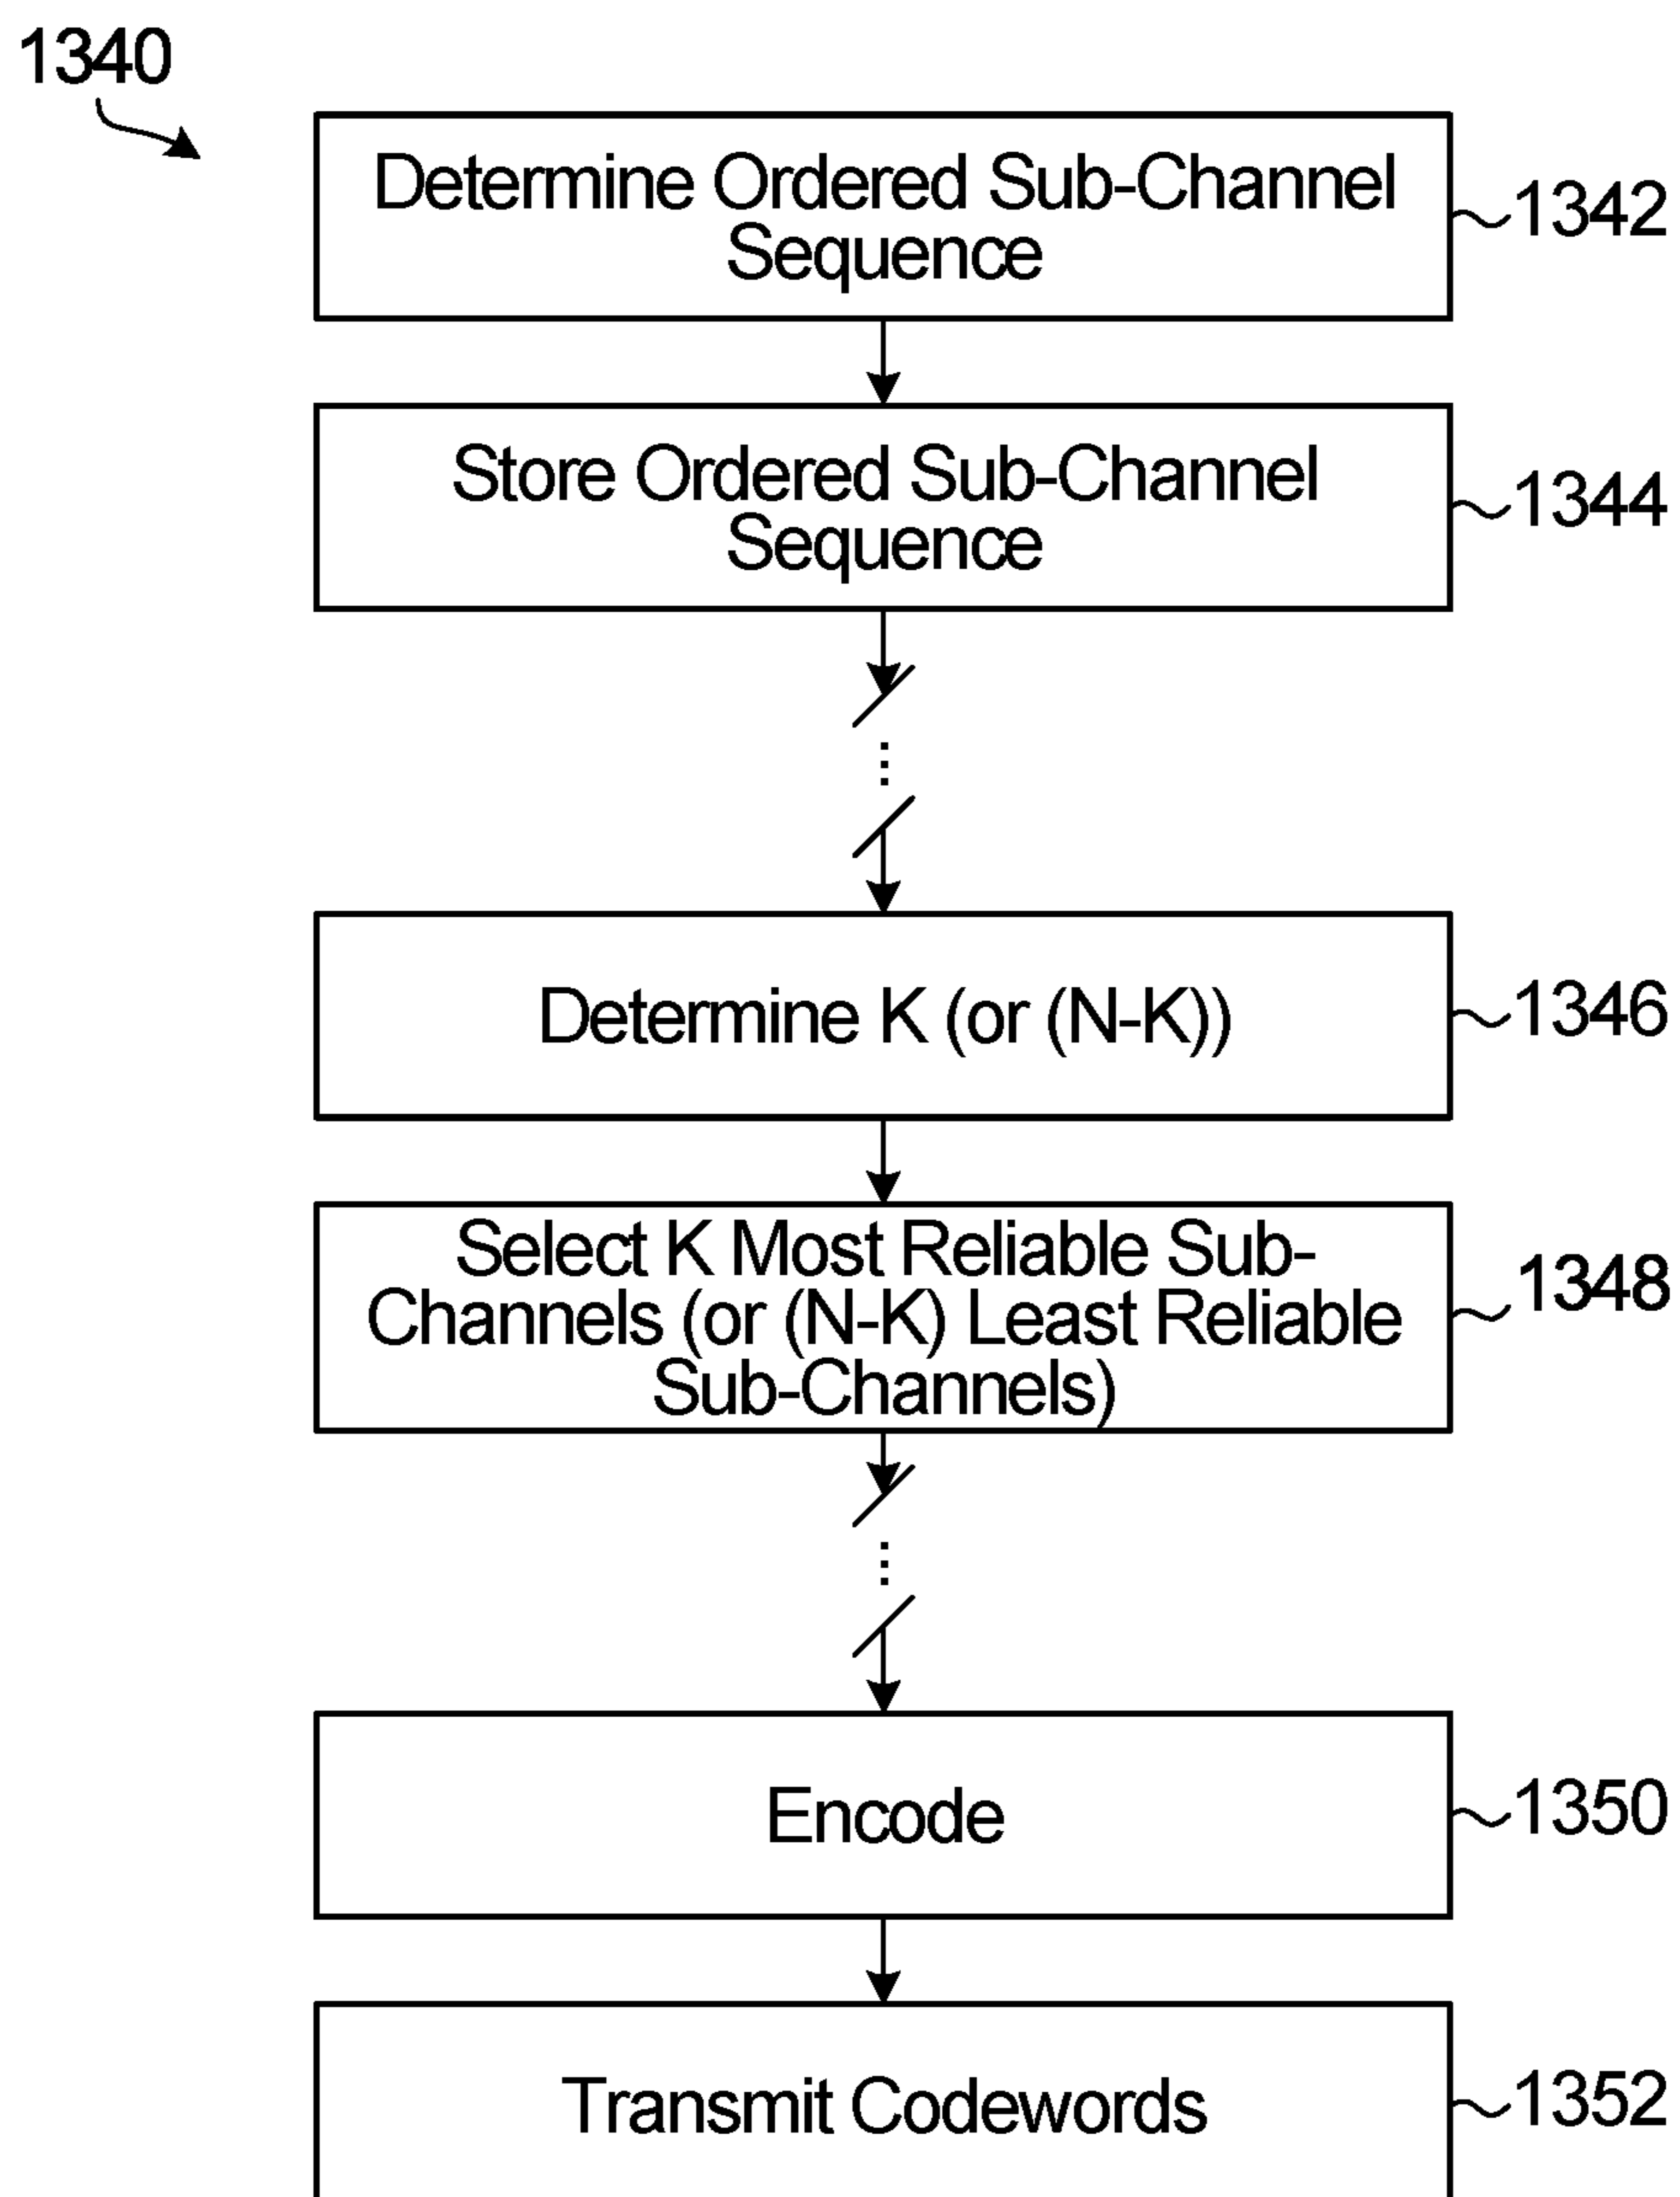 1340
Determine Ordered Sub-Channel
Sequence
1342
Store Ordered Sub-Channel
Sequence
1344
Determine K (or (N-K))
1346
Select K Most Reliable Sub-
Channels (or (N-K) Least Reliable
Sub-Channels)
1348
Encode
1350
Transmit Codewords
1352